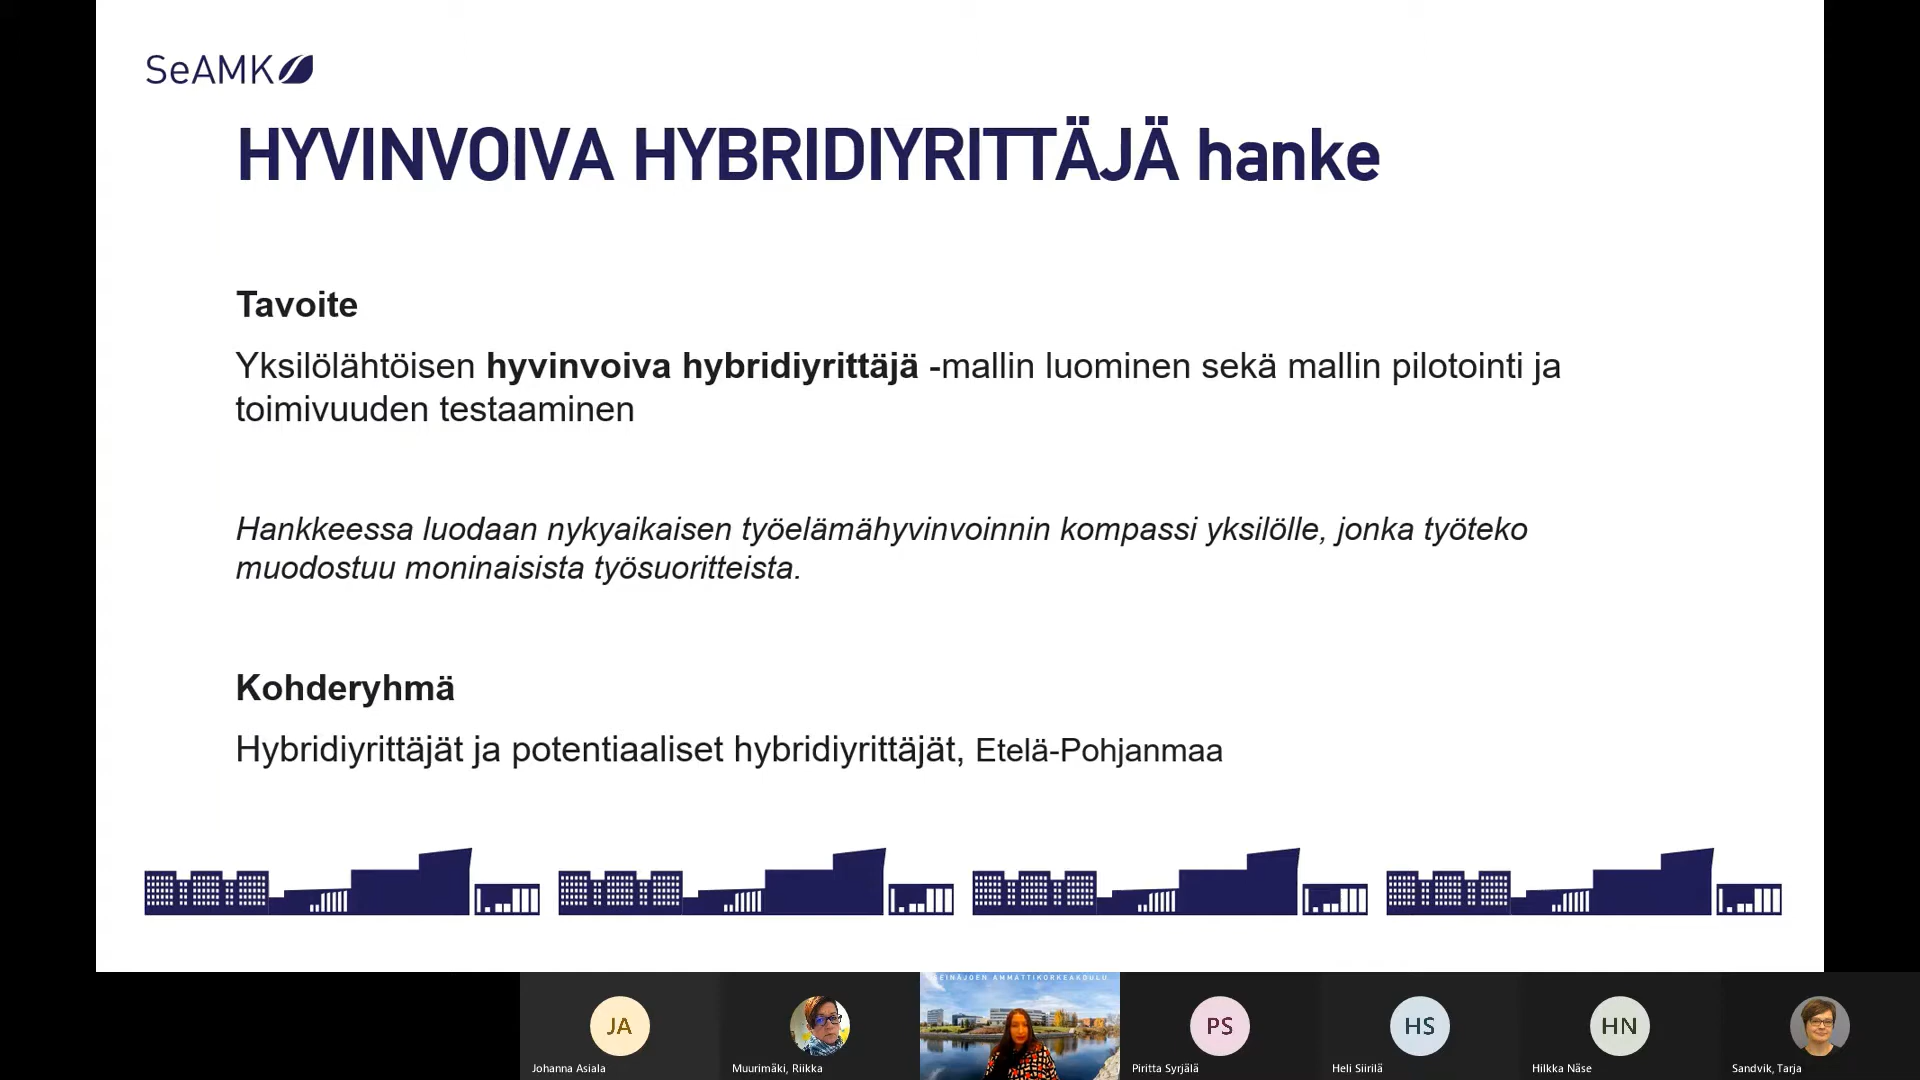 SeAMK
HYVINVOIVA HYBRIDIYRITTÄJÄ hanke
Tavoite
Yksilölähtöisen hyvinvoiva hybridiyrittäjä -mallin luominen sekä mallin pilotointi ja
toimivuuden testaaminen
Hankkeessa luodaan nykyaikaisen työelämähyvinvoinnin kompassi yksilölle, jonka työteko
muodostuu moninaisista työsuoritteista.
Kohderyhmä
Hybridiyrittäjät ja potentiaaliset hybridiyrittäjät, Etelä-Pohjanmaa
EINÄJOEN AMMATTIKORKEAKOULU
JA
PS
HS
HN
Johanna Asiala
Muurimäki, Riikka
Piritta Syrjälä
Heli Siirilä
Hilkka Näse
Sandvik, Tarja